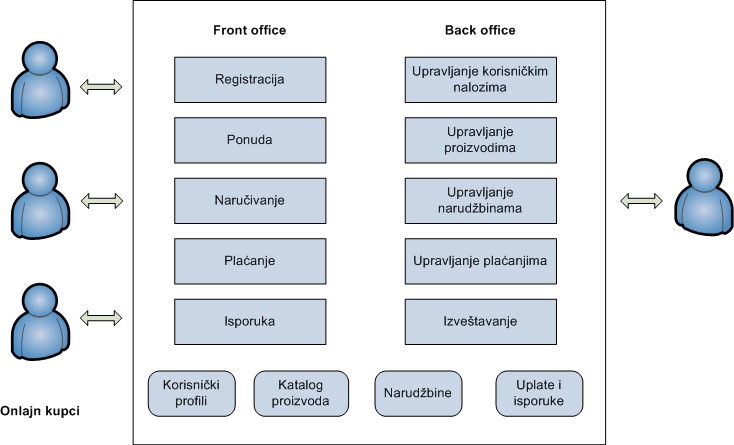 Front office
Back office
Registracija
Upravljanje korisničkim
nalozima
Ponuda
Upravljanje
proizvodima
Naručivanje
Upravljanje
narudžbinama
Plaćanje
Upravljanje plaćanjima
Isporuka
Izveštavanje
Korisnički
profili
Katalog
proizvoda
Narudžbine
Uplate i
isporuke
Onlajn kupci